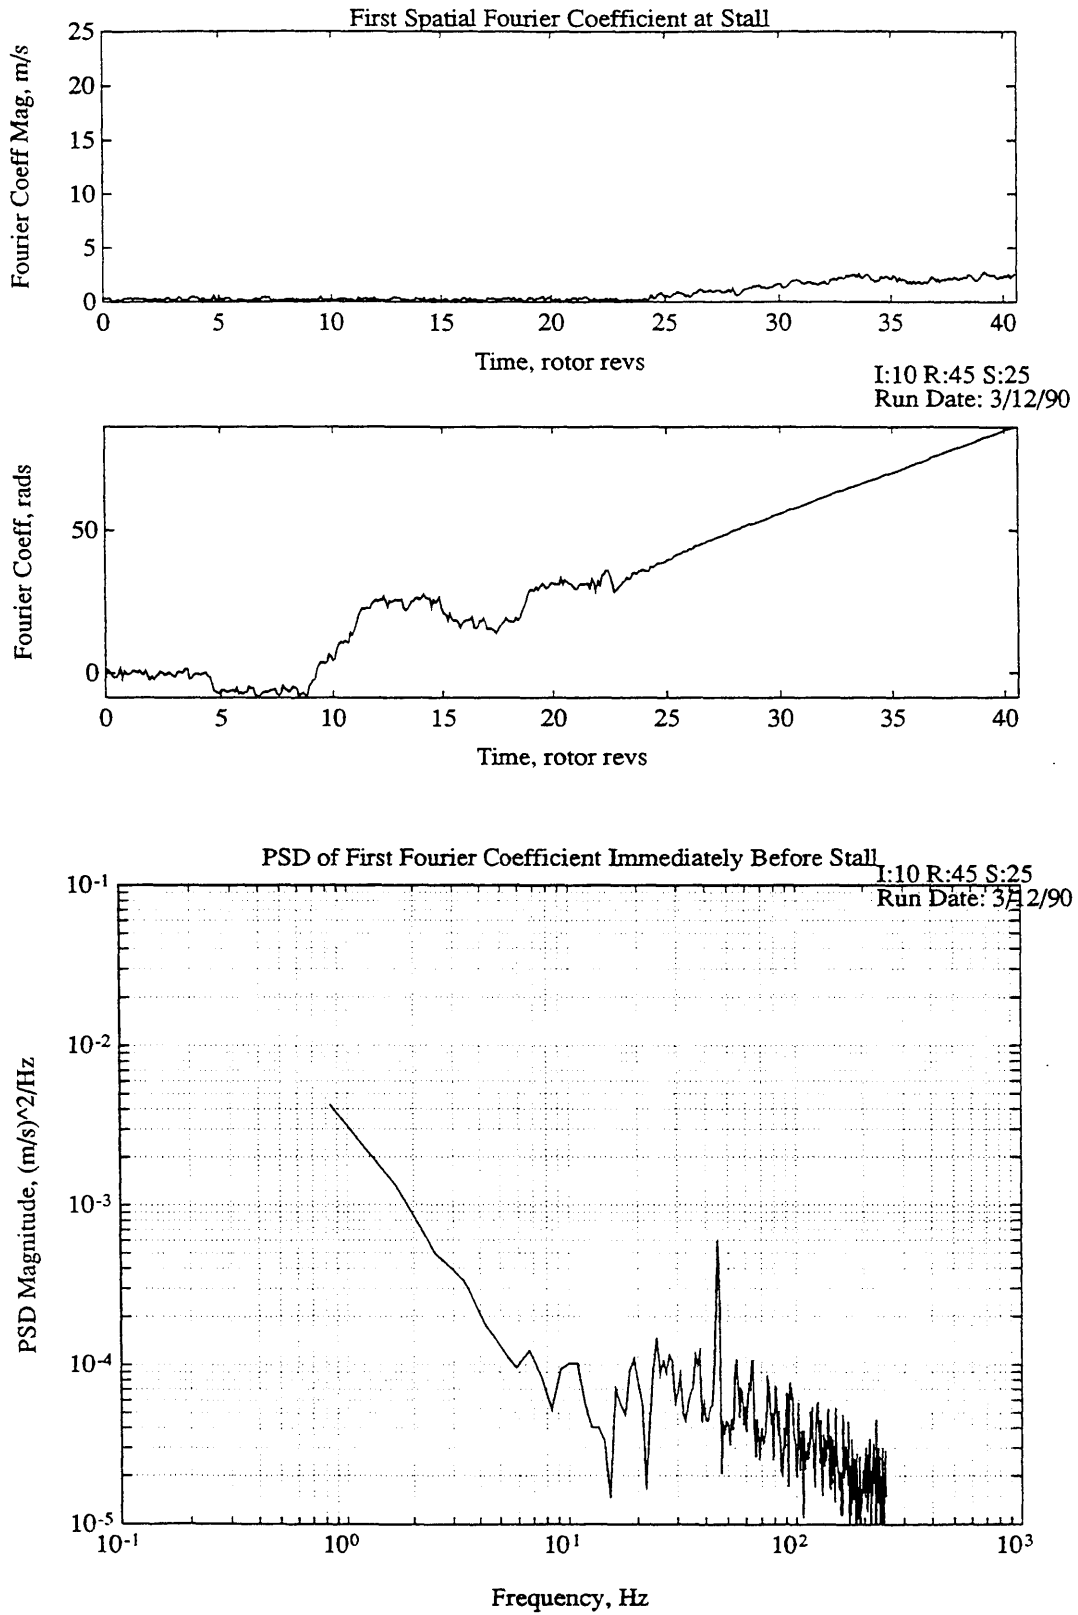 First Spatial Fourier Coefficient at Stall
Fourier Coeff Mag, m/s
25
20
15
10
5
0
0 5 10 15 20 25 30 35 40
Time, rotor revs
I:10 R:45 S:25
Run Date: 3/12/90
Fourier Coeff, rads
50
0
0 5 10 15 20 25 30 35 40
Time, rotor revs
PSD of First Fourier Coefficient Immediately Before Stall
I:10 R:45 S:25
Run Date: 3/12/90
PSD Magnitude, (m/s)^2/Hz
10-1
10-2
10-3
10-4
10-5
10-1 100 101 102 103
Frequency, Hz